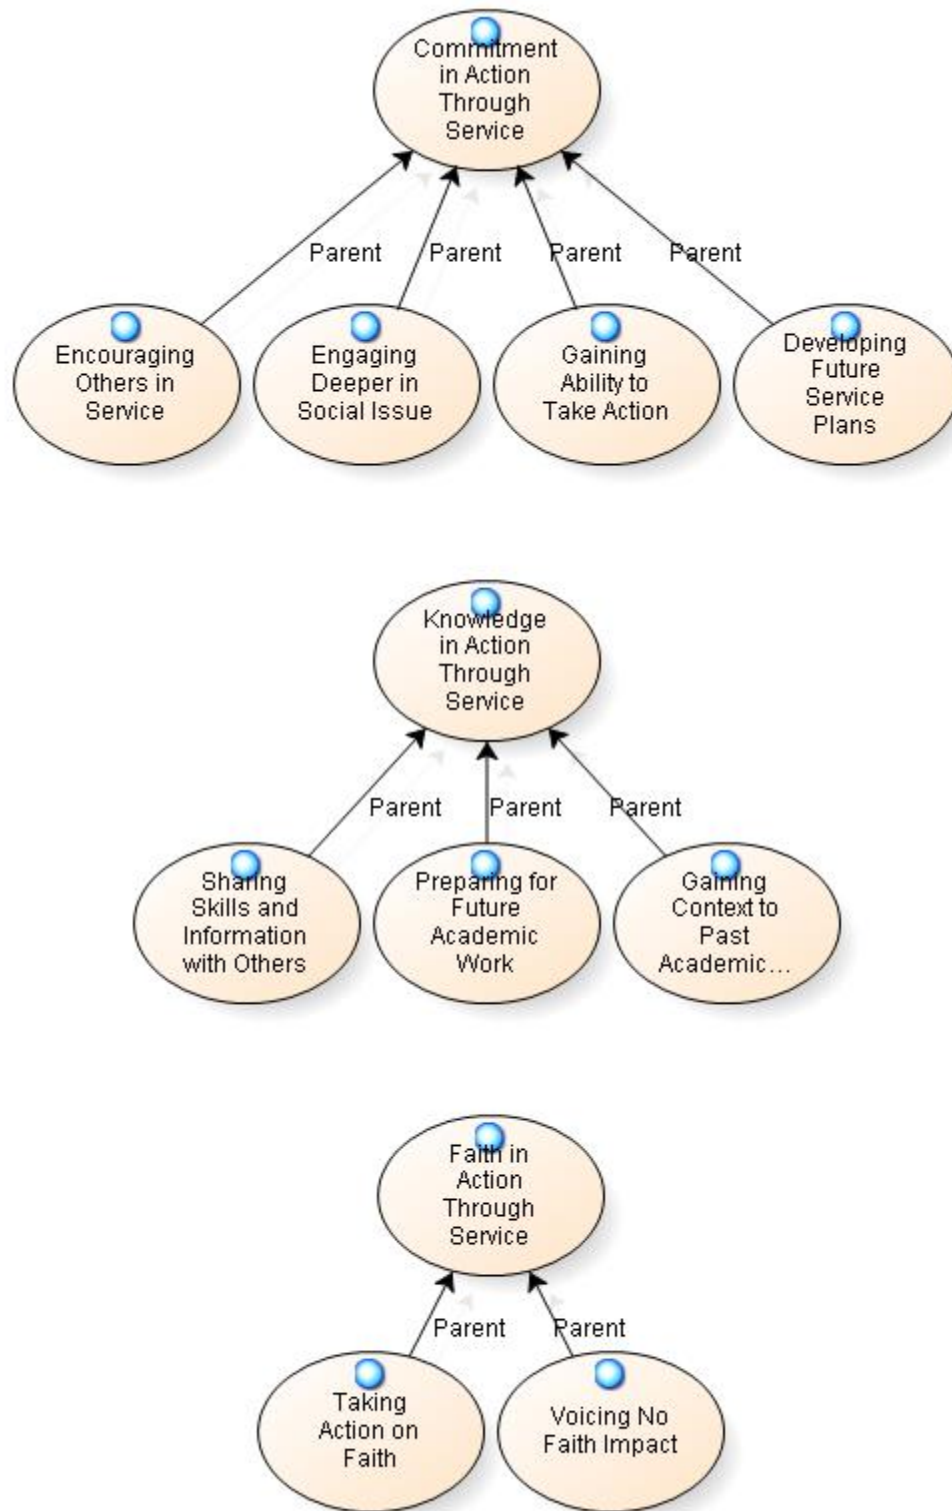 Commitment
in Action
Through
Service
Parent
Parent
Parent
Parent
Encouraging
Others in
Service
Engaging
Deeper in
Social Issue
Gaining
Ability to
Take Action
Developing
Future
Service
Plans
Knowledge
in Action
Through
Service
Parent
Parent
Parent
Sharing
Skills and
Information
with Others
Preparing for
Future
Academic
Work
Gaining
Context to
Past
Academic...
Faith in
Action
Through
Service
Parent
Parent
Taking
Action on
Faith
Voicing No
Faith Impact